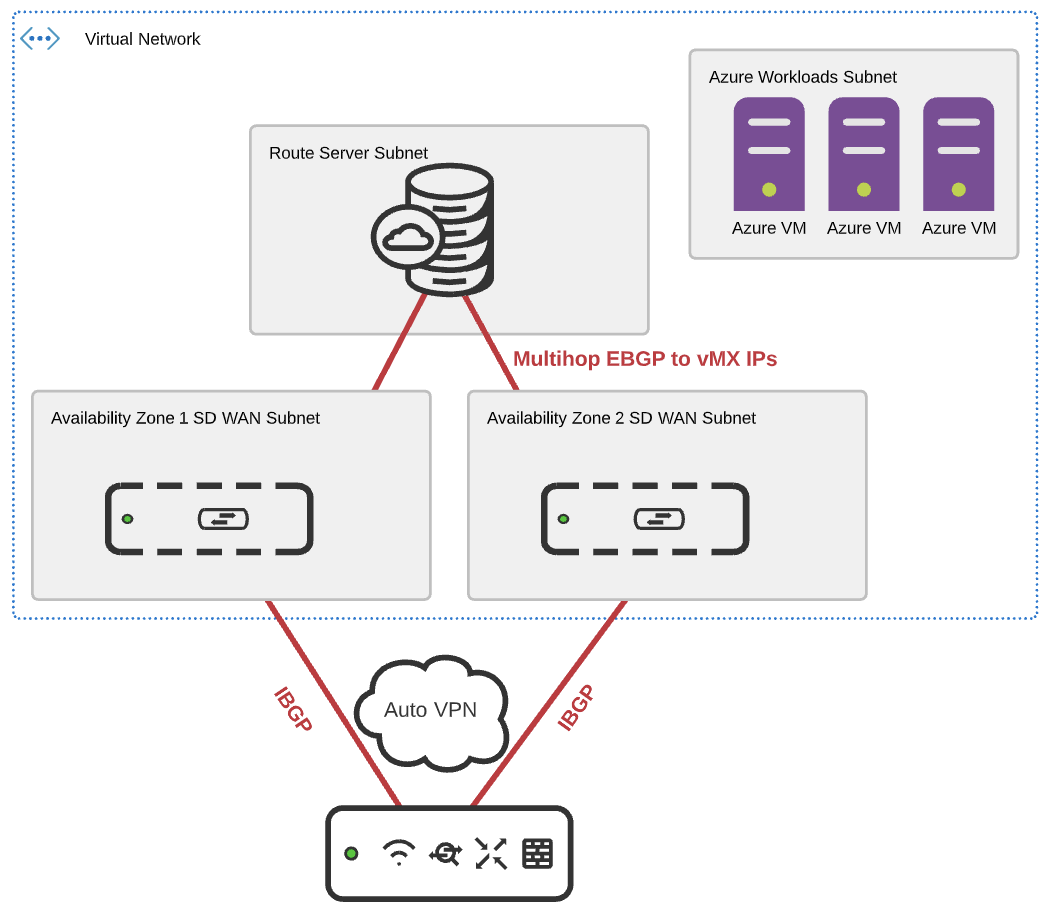 Virtual Network
Azure Workloads Subnet
Azure VM
Azure VM
Azure VM
Route Server Subnet
Multihop EBGP to vMX IPs
Availability Zone 1 SD WAN Subnet
Availability Zone 2 SD WAN Subnet
IBGP
Auto VPN
IBGP